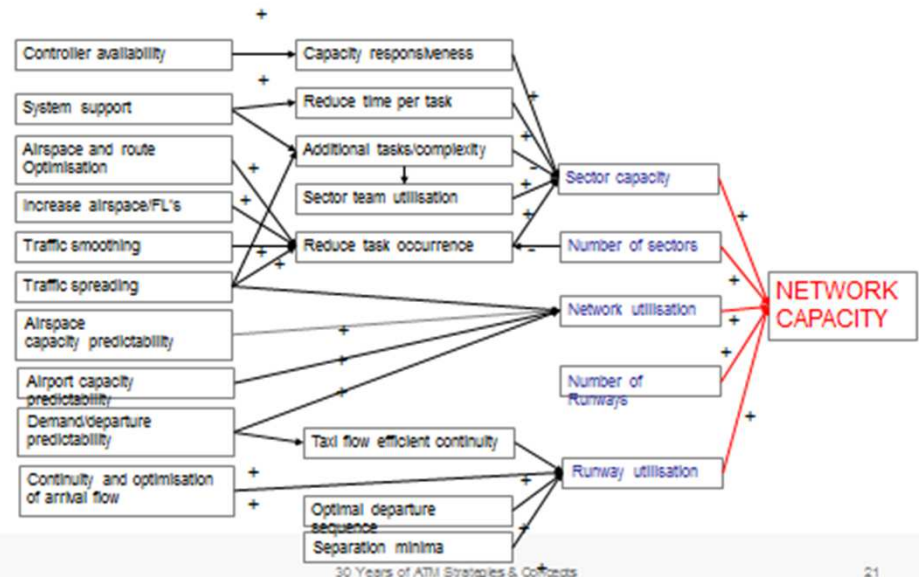 Controller availability
Capacity responsiveness
System support
Reduce time per task
Airspace and route
Optimisation
Additional tasks/complexity
Sector team utilisation
Sector capacity
Increase airspace/FL's
Traffic smoothing
Reduce task occurrence
Number of sectors
Traffic spreading
NETWORK
CAPACITY
Airspace
capacity predictability
Network utilisation
Airport capacity
predictability
Number of
Runways
Demand/departure
predictability
Taxi flow efficient continuity
Continuity and optimisation
of arrival flow
Runway utilisation
Optimal departure
sequence
Separation minima
+
+
+
+
+
+
+
+
-
+
+
-
+
+
+
+
+
+
+
+
+
+
+
+
+
30 Years of ATM Strategies & Concepts
21